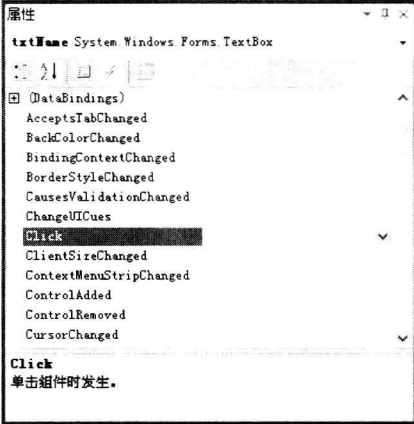 属性
txtName System.Windows.Forms.TextBox
(DataBindings)
AcceptsTabChanged
BackColorChanged
BindingContextChanged
BorderStyleChanged
CausesValidationChanged
ChangeUICues
Click
ClientSizeChanged
ContextMenuStripChanged
ControlAdded
ControlRemoved
CursorChanged
Click
单击组件时发生。